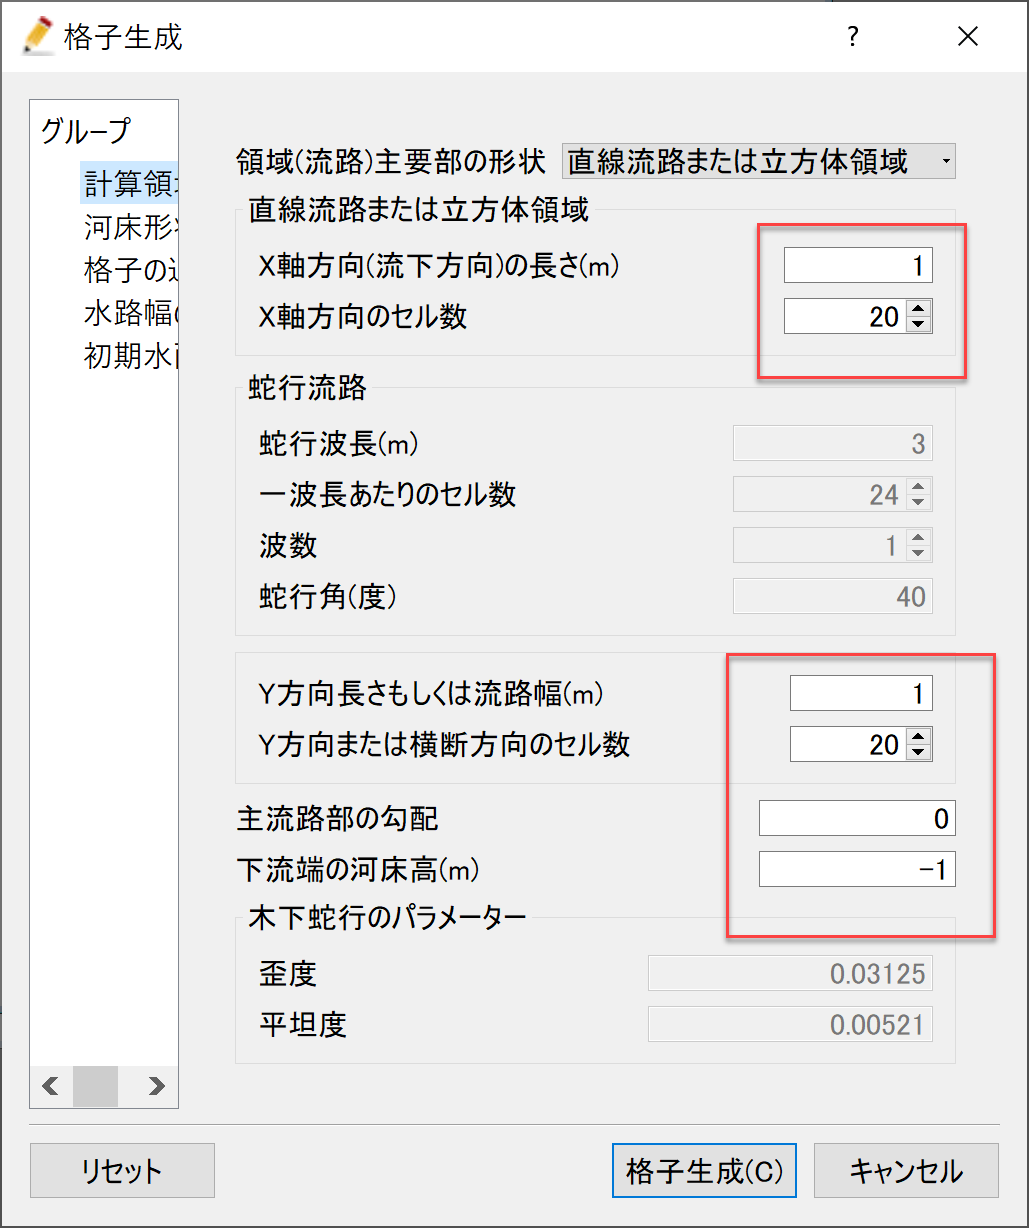 格子生成
?
グループ
計算領
河床形
格子の
水路幅
初期水
領域(流路)主要部の形状 直線流路または立方体領域
直線流路または立方体領域
X軸方向(流下方向)の長さ(m) 1
X軸方向のセル数 20
蛇行流路
蛇行波長(m) 3
一波長あたりのセル数 24
波数 1
蛇行角(度) 40
Y方向長さもしくは流路幅(m) 1
Y方向または横断方向のセル数 20
主流路部の勾配 0
下流端の河床高(m) -1
木下蛇行のパラメーター
歪度 0.03125
平坦度 0.00521
リセット 格子生成(C) キャンセル